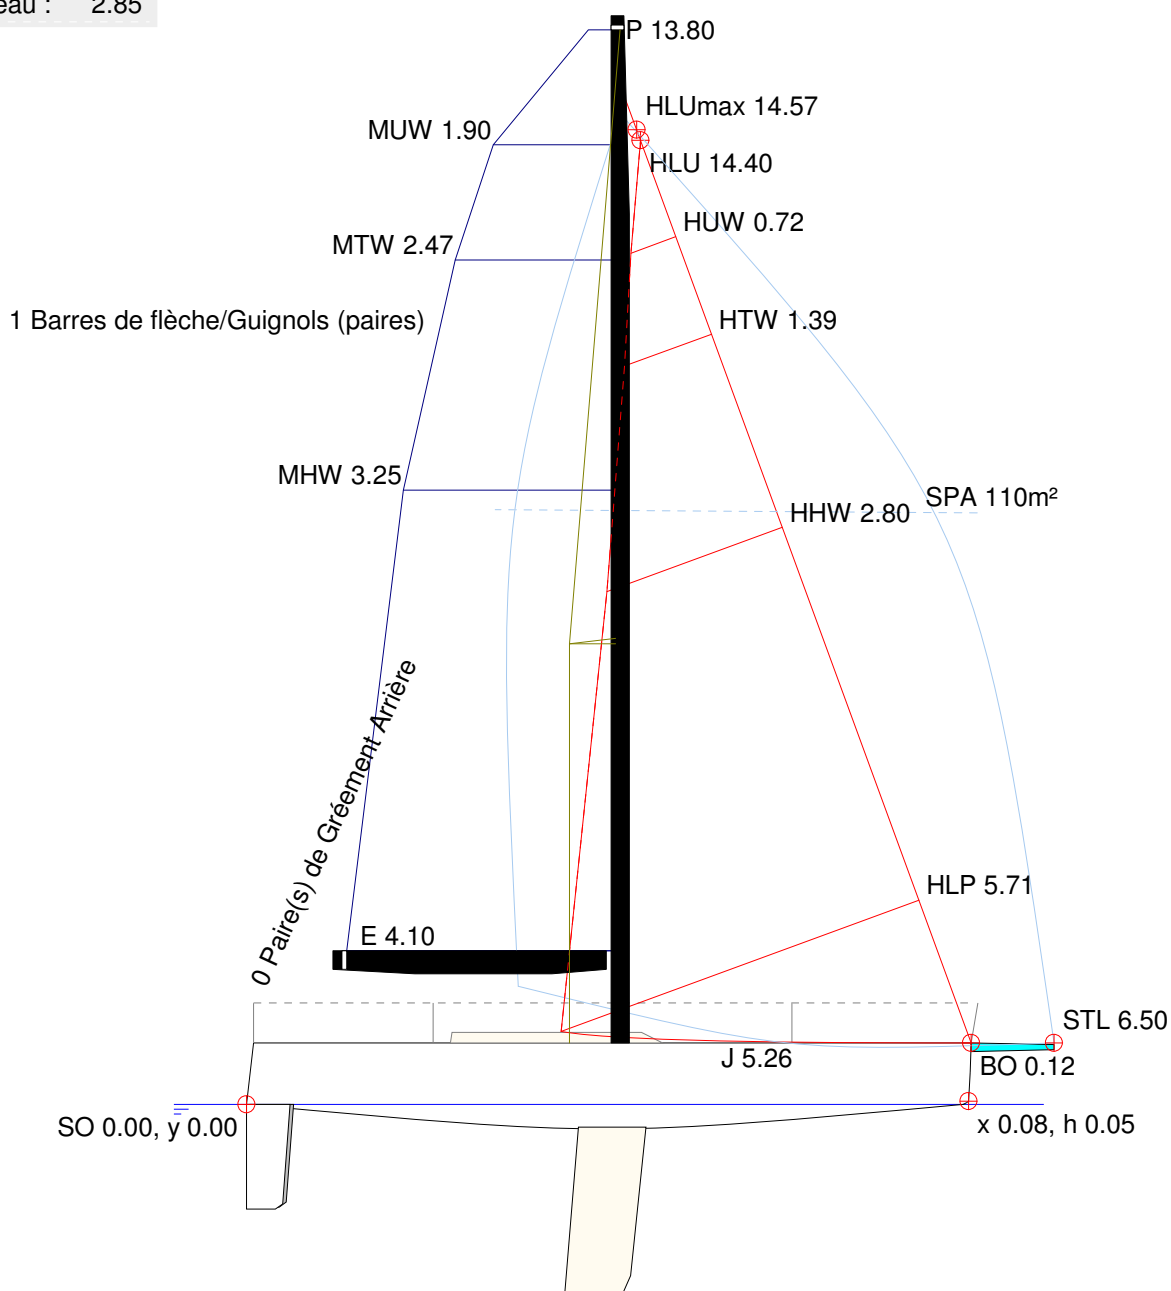 2.85
P 13.80
HLUmax 14.57
MUW 1.90
HLU 14.40
HUW 0.72
MTW 2.47
1 Barres de flèche/Guignols (paires)
HTW 1.39
MHW 3.25
SPA 110m²
HHW 2.80
0 Paire(s) de Gréement Arrière
HLP 5.71
E 4.10
STL 6.50
J 5.26
BO 0.12
SO 0.00, y 0.00
x 0.08, h 0.05